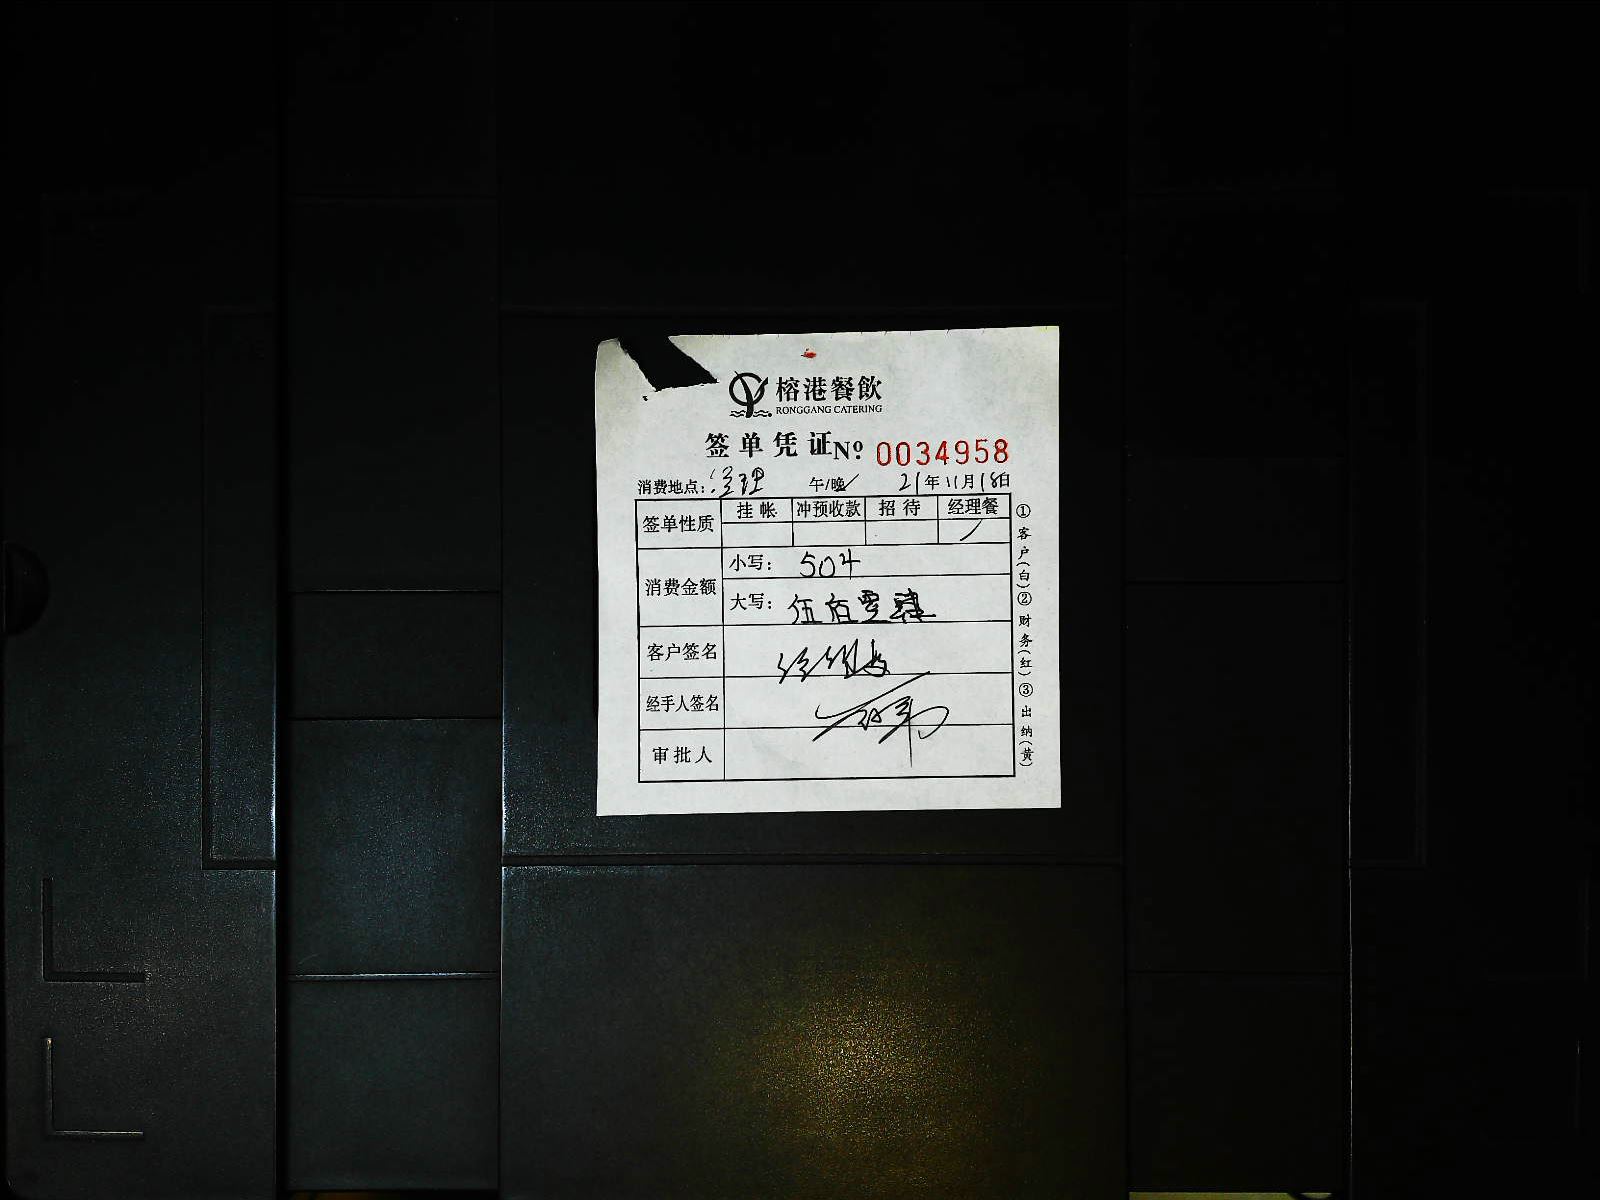 榕港餐飲
RONGGANG CATERING
签单凭证 № 0034958
消费地点： 午/晚 21年11月18日
签单性质 挂帐 冲预收款 招待 经理餐
消费金额 小写：504
大写：伍佰零肆
客户签名
经手人签名
审批人
①客户(白)②财务(红)③出纳(黄)